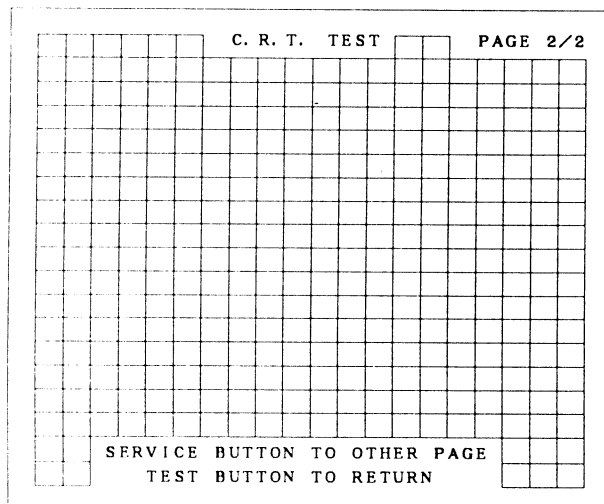 C. R. T. TEST PAGE 2/2
SERVICE BUTTON TO OTHER PAGE
TEST BUTTON TO RETURN